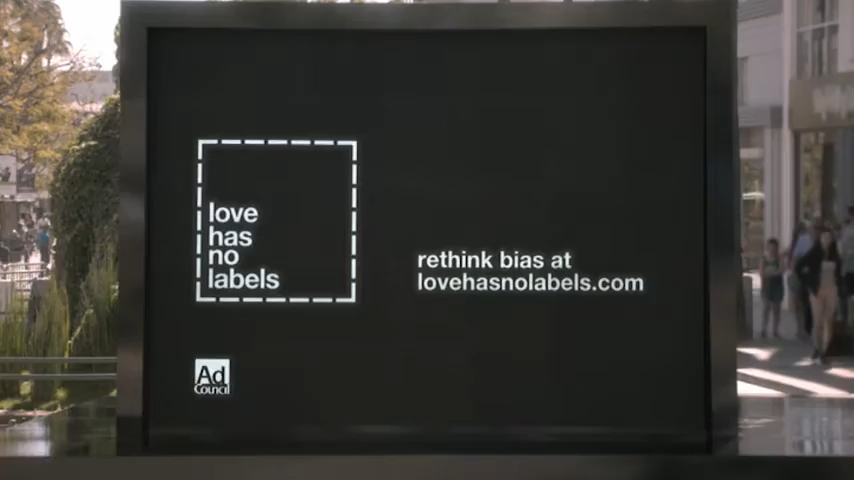 love
has
no
labels
rethink bias at
lovehasnolabels.com
Ad
Council